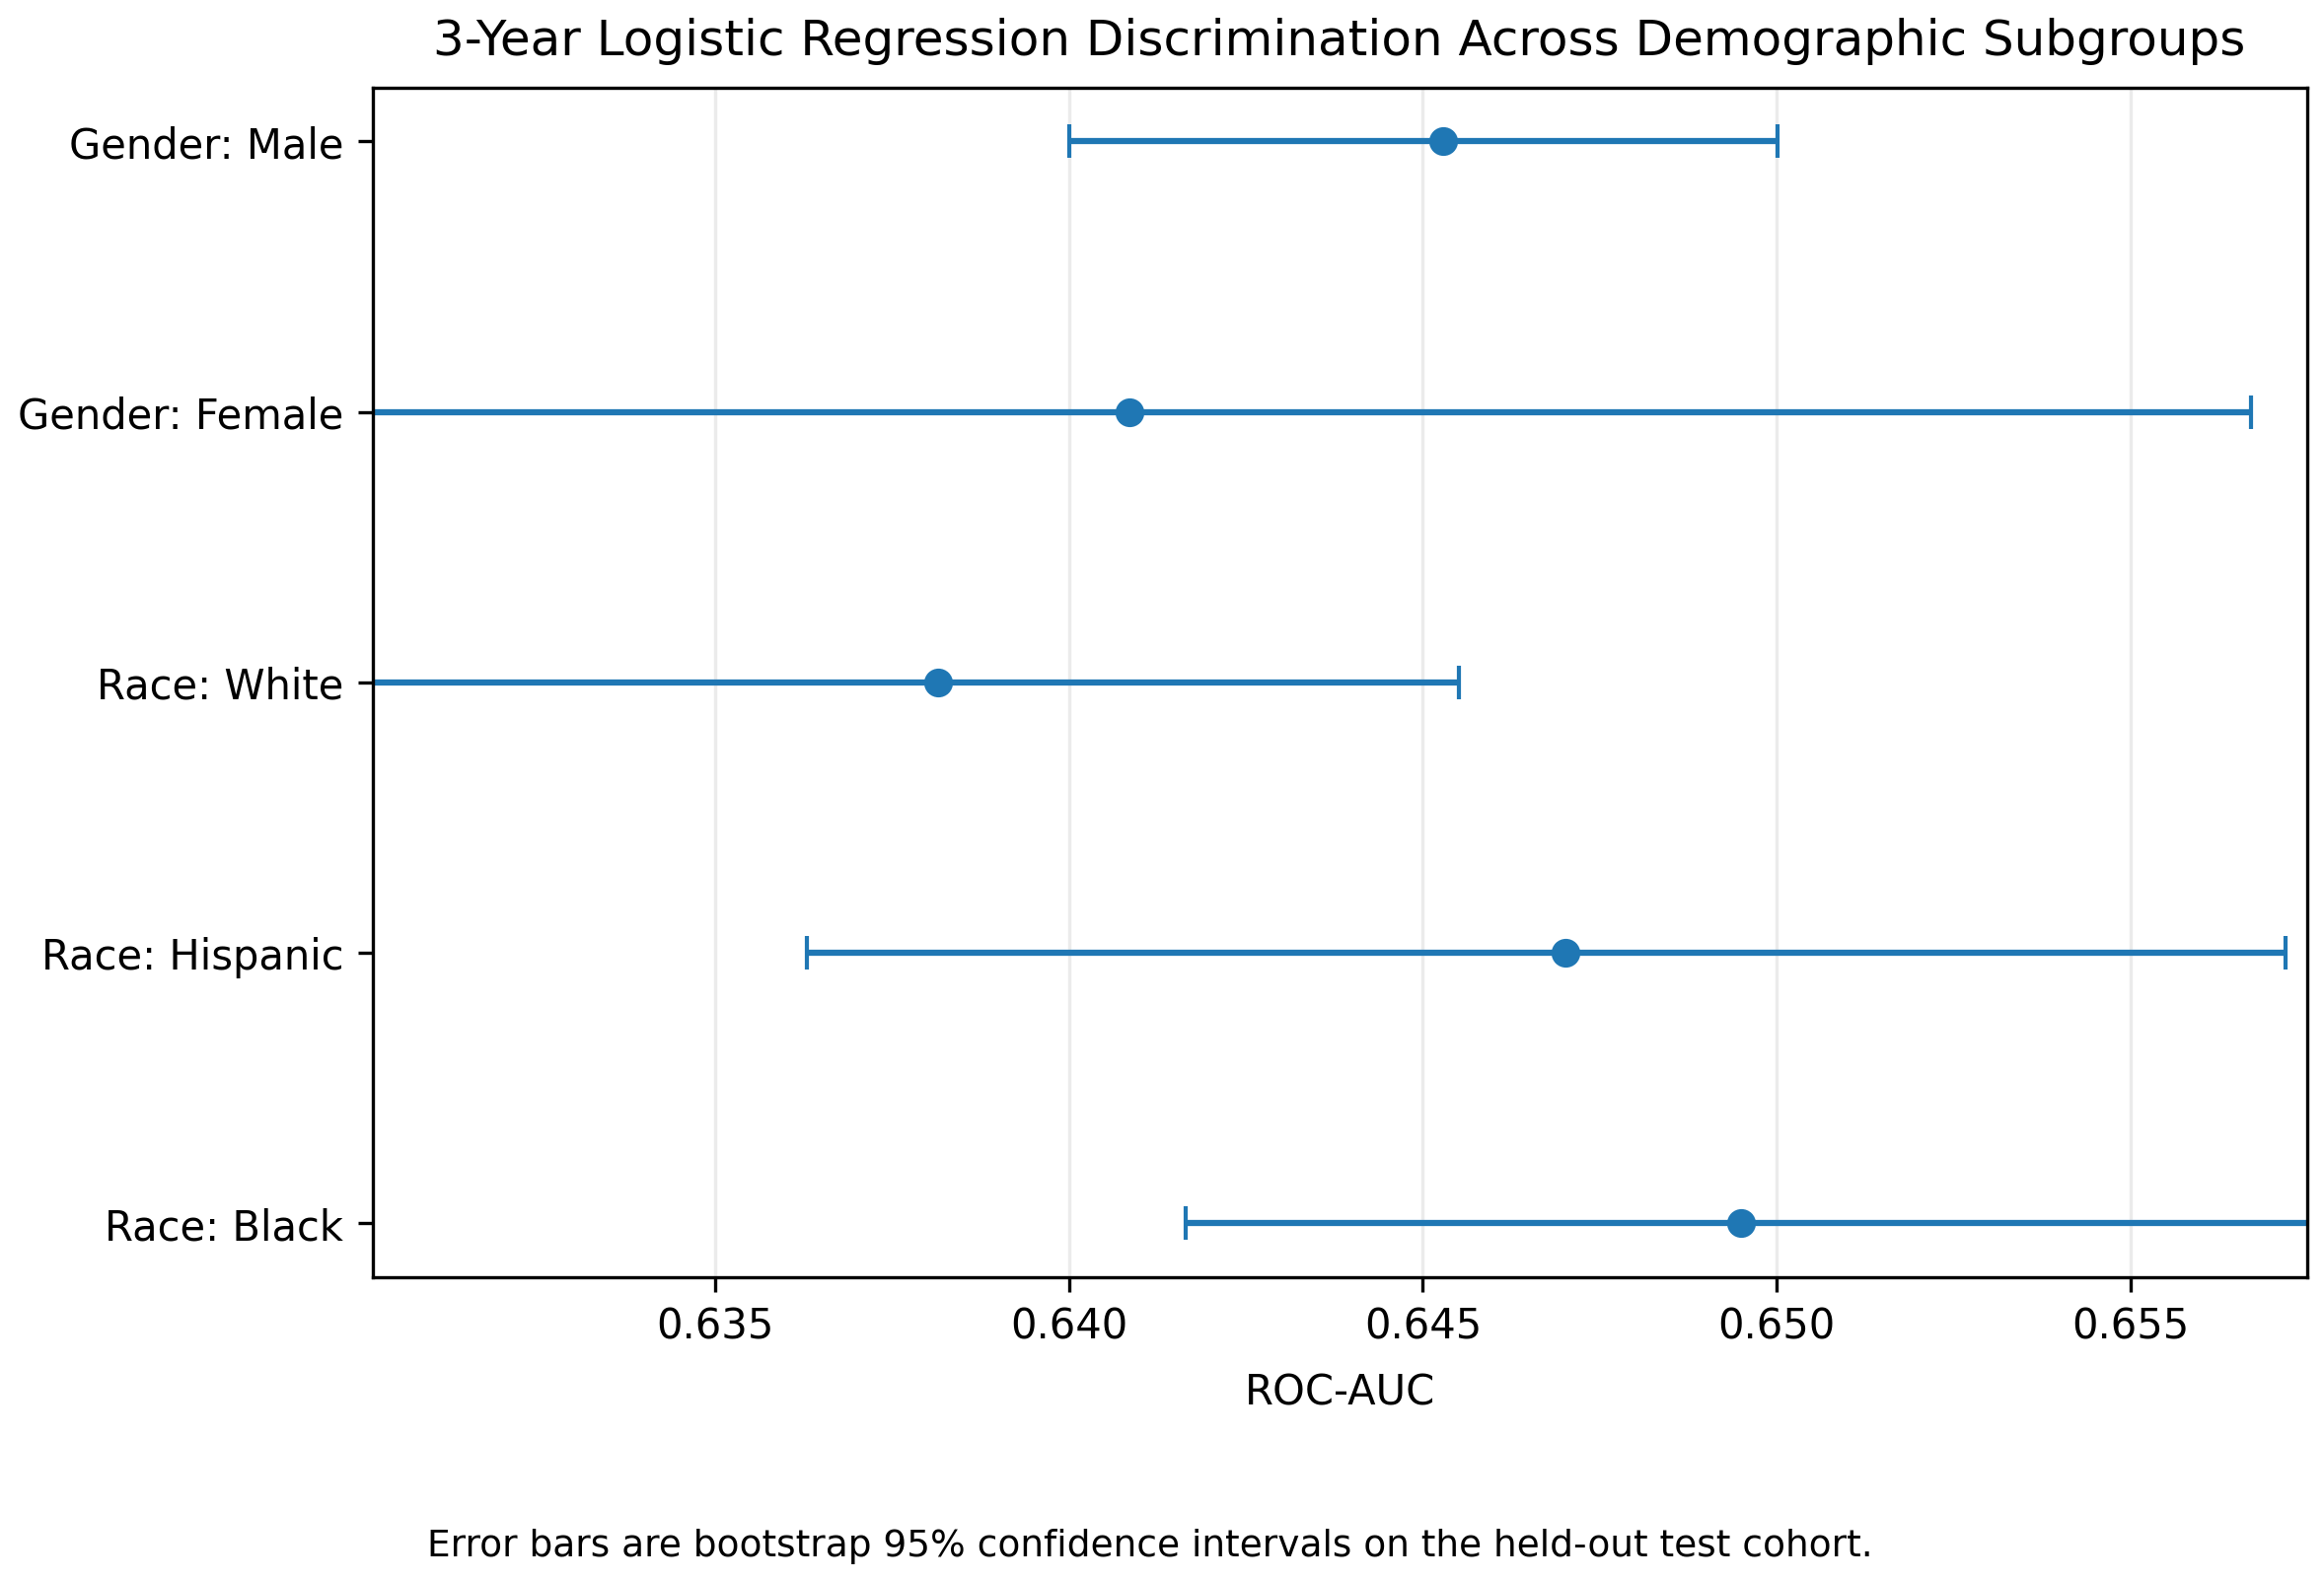 3-Year Logistic Regression Discrimination Across Demographic Subgroups
Gender: Male
Gender: Female
Race: White
Race: Hispanic
Race: Black
0.635 0.640 0.645 0.650 0.655
ROC-AUC
Error bars are bootstrap 95% confidence intervals on the held-out test cohort.